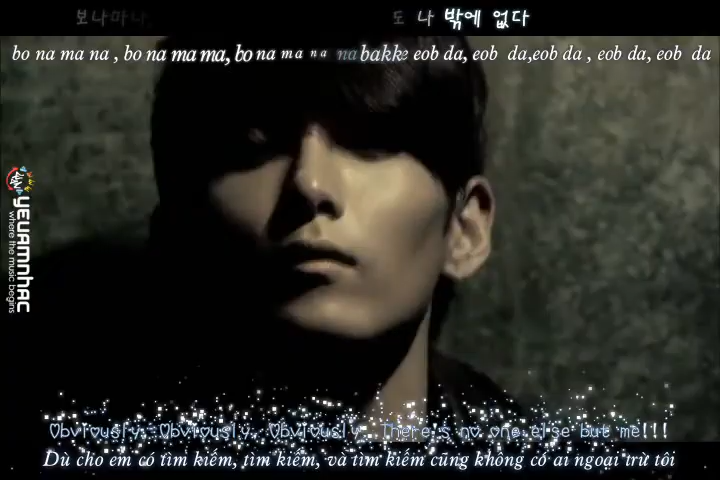 보나마나 도 나 밖에 없다
bo na ma na , bo na ma ma, bo na ma na na bakke eob da, eob da,eob da , eob da, eob da
YEUAMNHAC
where the music begins
Obviously, Obviously, Obviously, There's no one else but me!!!
Dù cho em có tìm kiếm, tìm kiếm, và tìm kiếm cũng không có ai ngoại trừ tôi